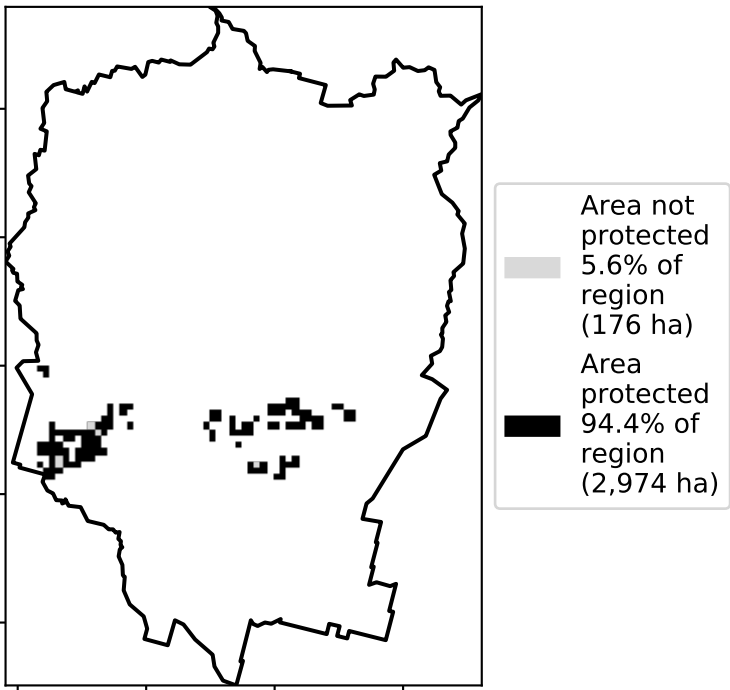 Area not
protected
5.6% of
region
(176 ha)
Area
protected
94.4% of
region
(2,974 ha)